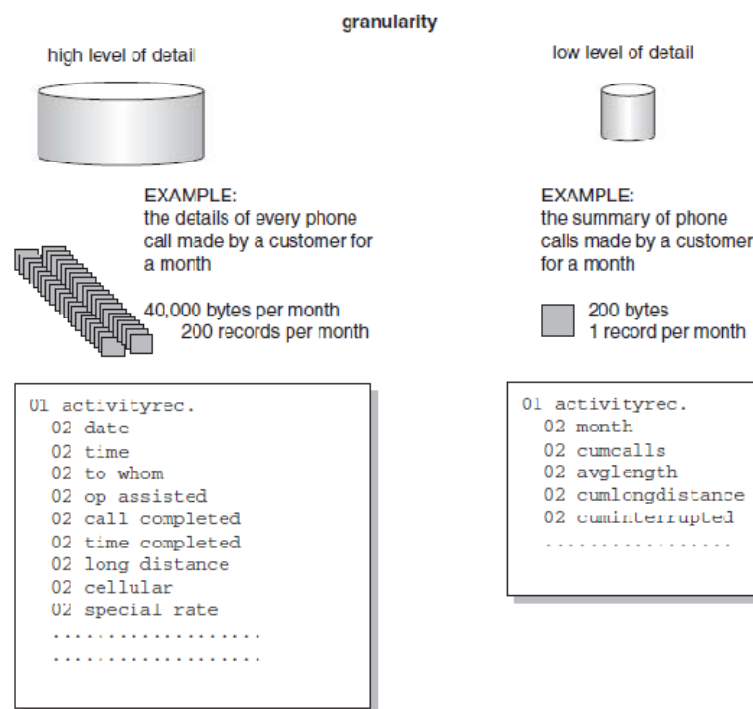 granularity
high level of detail
EXAMPLE:
the details of every phone
call made by a customer for
a month
40,000 bytes per month
200 records per month
01 activityrec.
02 date
02 time
02 to whom
02 op assisted
02 call completed
02 time completed
02 long distance
02 cellular
02 special rate
....................
....................
low level of detail
EXAMPLE:
the summary of phone
calls made by a customer
for a month
200 bytes
1 record per month
01 activityrec.
02 month
02 cumcalls
02 avglength
02 cumlongdistance
02 cuminterrupted
.................